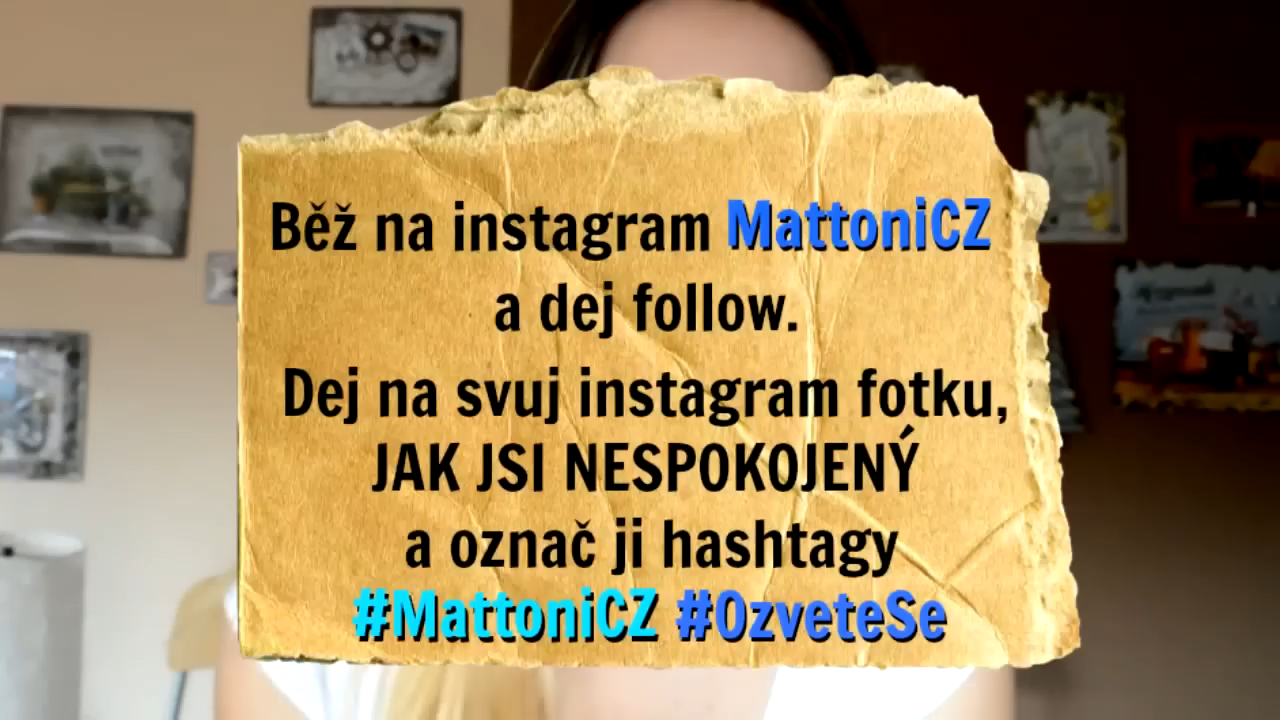 Běž na instagram MattoniCZ
a dej follow.
Dej na svuj instagram fotku,
JAK JSI NESPOKOJENÝ
a označ ji hashtagy
#MattoniCZ #OzveteSe